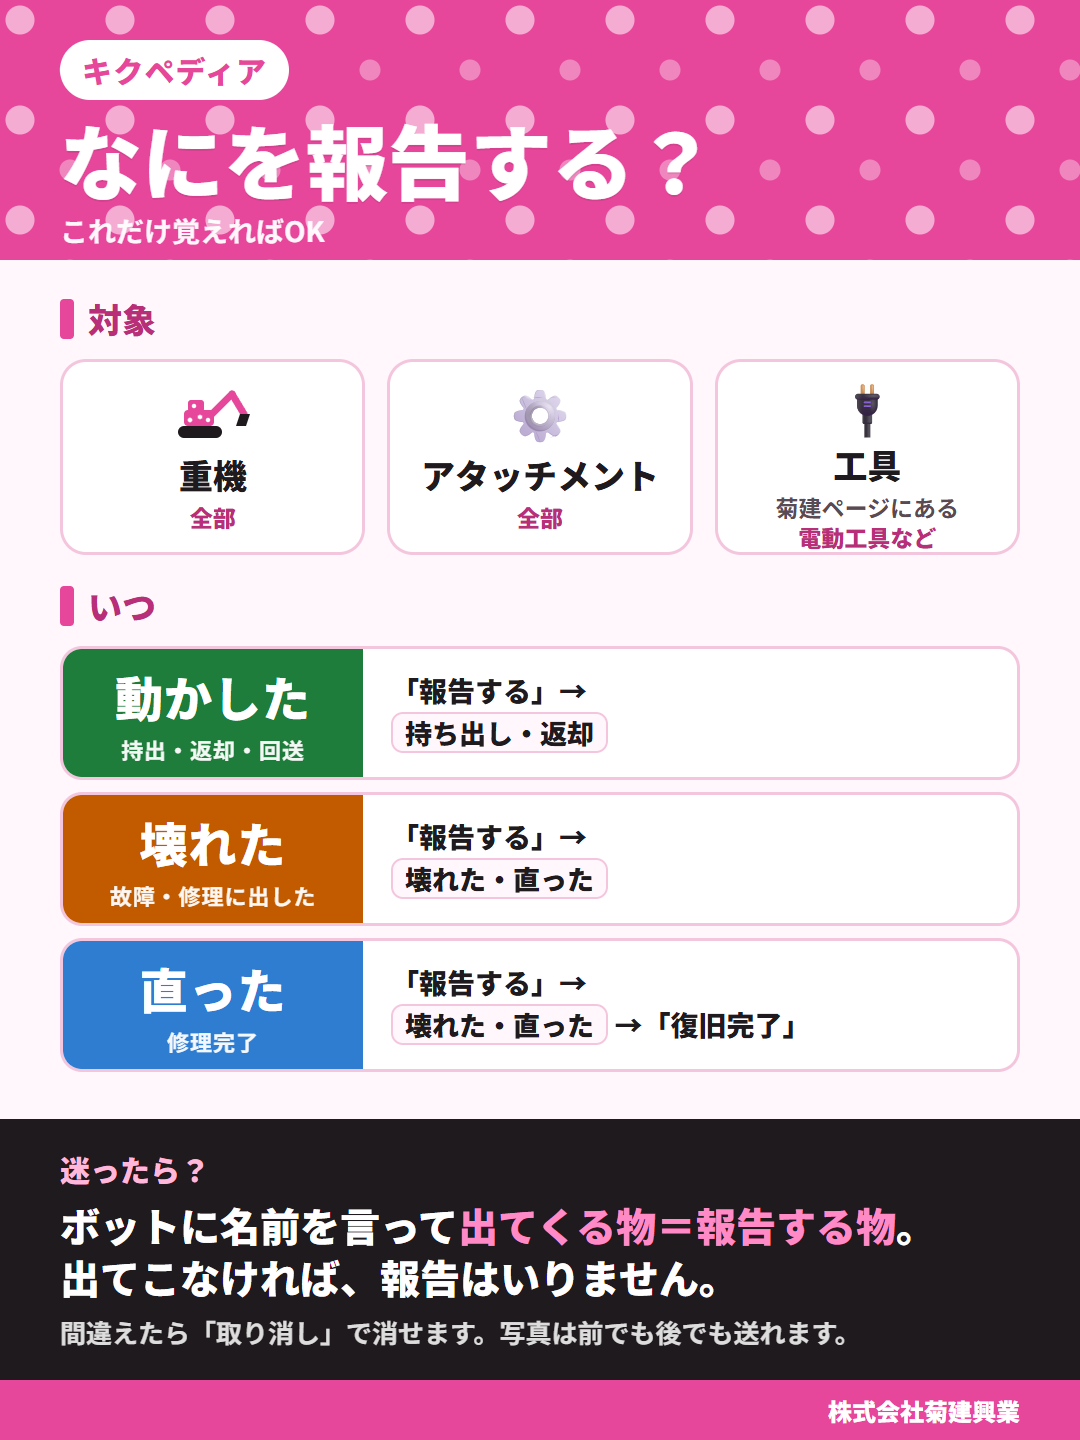 キクペディア
なにを報告する？
これだけ覚えればOK
対象
重機
全部
アタッチメント
全部
工具
菊建ページにある
電動工具など
いつ
動かした
持出・返却・回送
「報告する」→
持ち出し・返却
壊れた
故障・修理に出した
「報告する」→
壊れた・直った
直った
修理完了
「報告する」→
壊れた・直った →「復旧完了」
迷ったら？
ボットに名前を言って出てくる物＝報告する物。
出てこなければ、報告はいりません。
間違えたら「取り消し」で消せます。写真は前でも後でも送れます。
株式会社菊建興業